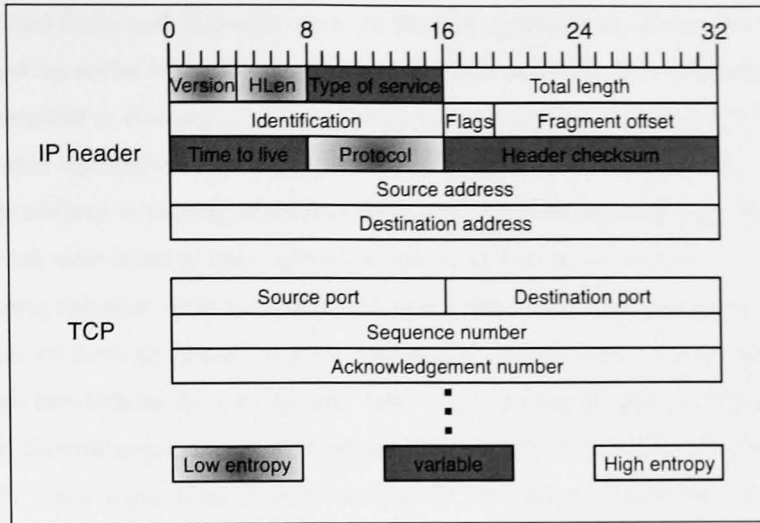 0 8 16 24 32
Version HLen Type of service Total length
Identification Flags Fragment offset
IP header Time to live Protocol Header checksum
Source address
Destination address
Source port Destination port
TCP Sequence number
Acknowledgement number
Low entropy variable High entropy